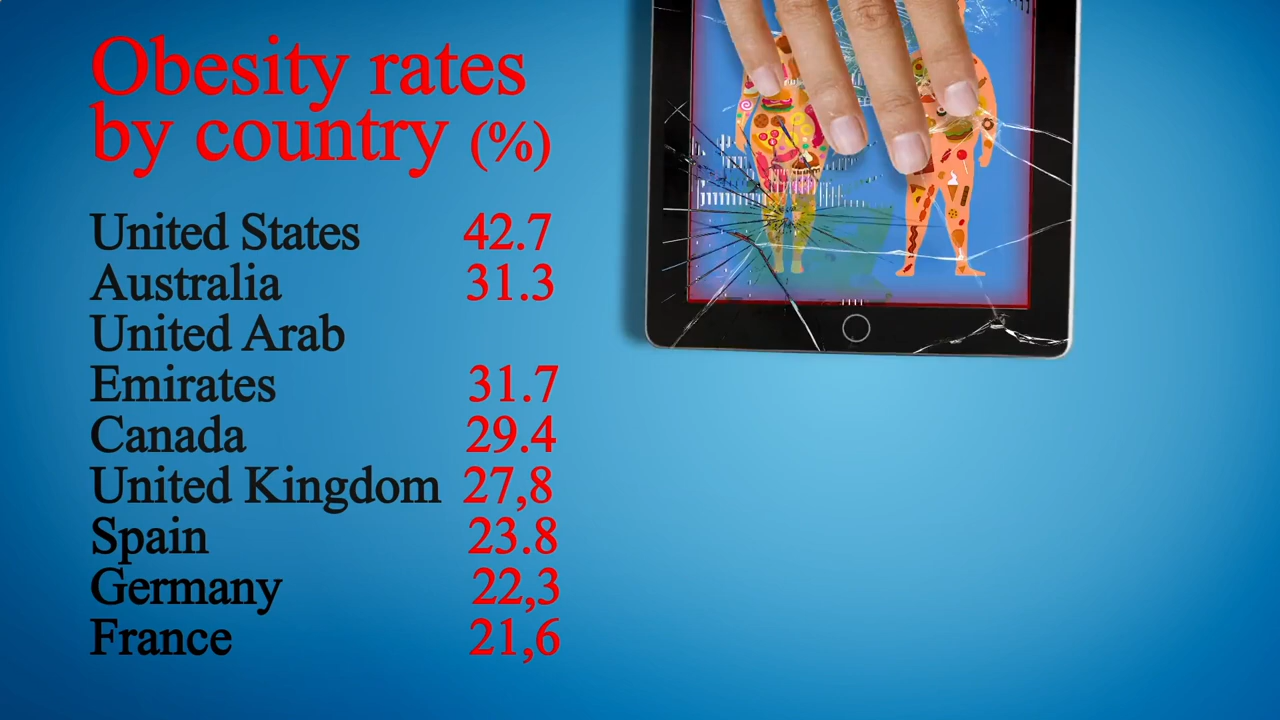 Obesity rates
by country (%)
United States 42.7
Australia 31.3
United Arab
Emirates 31.7
Canada 29.4
United Kingdom 27,8
Spain 23.8
Germany 22,3
France 21,6